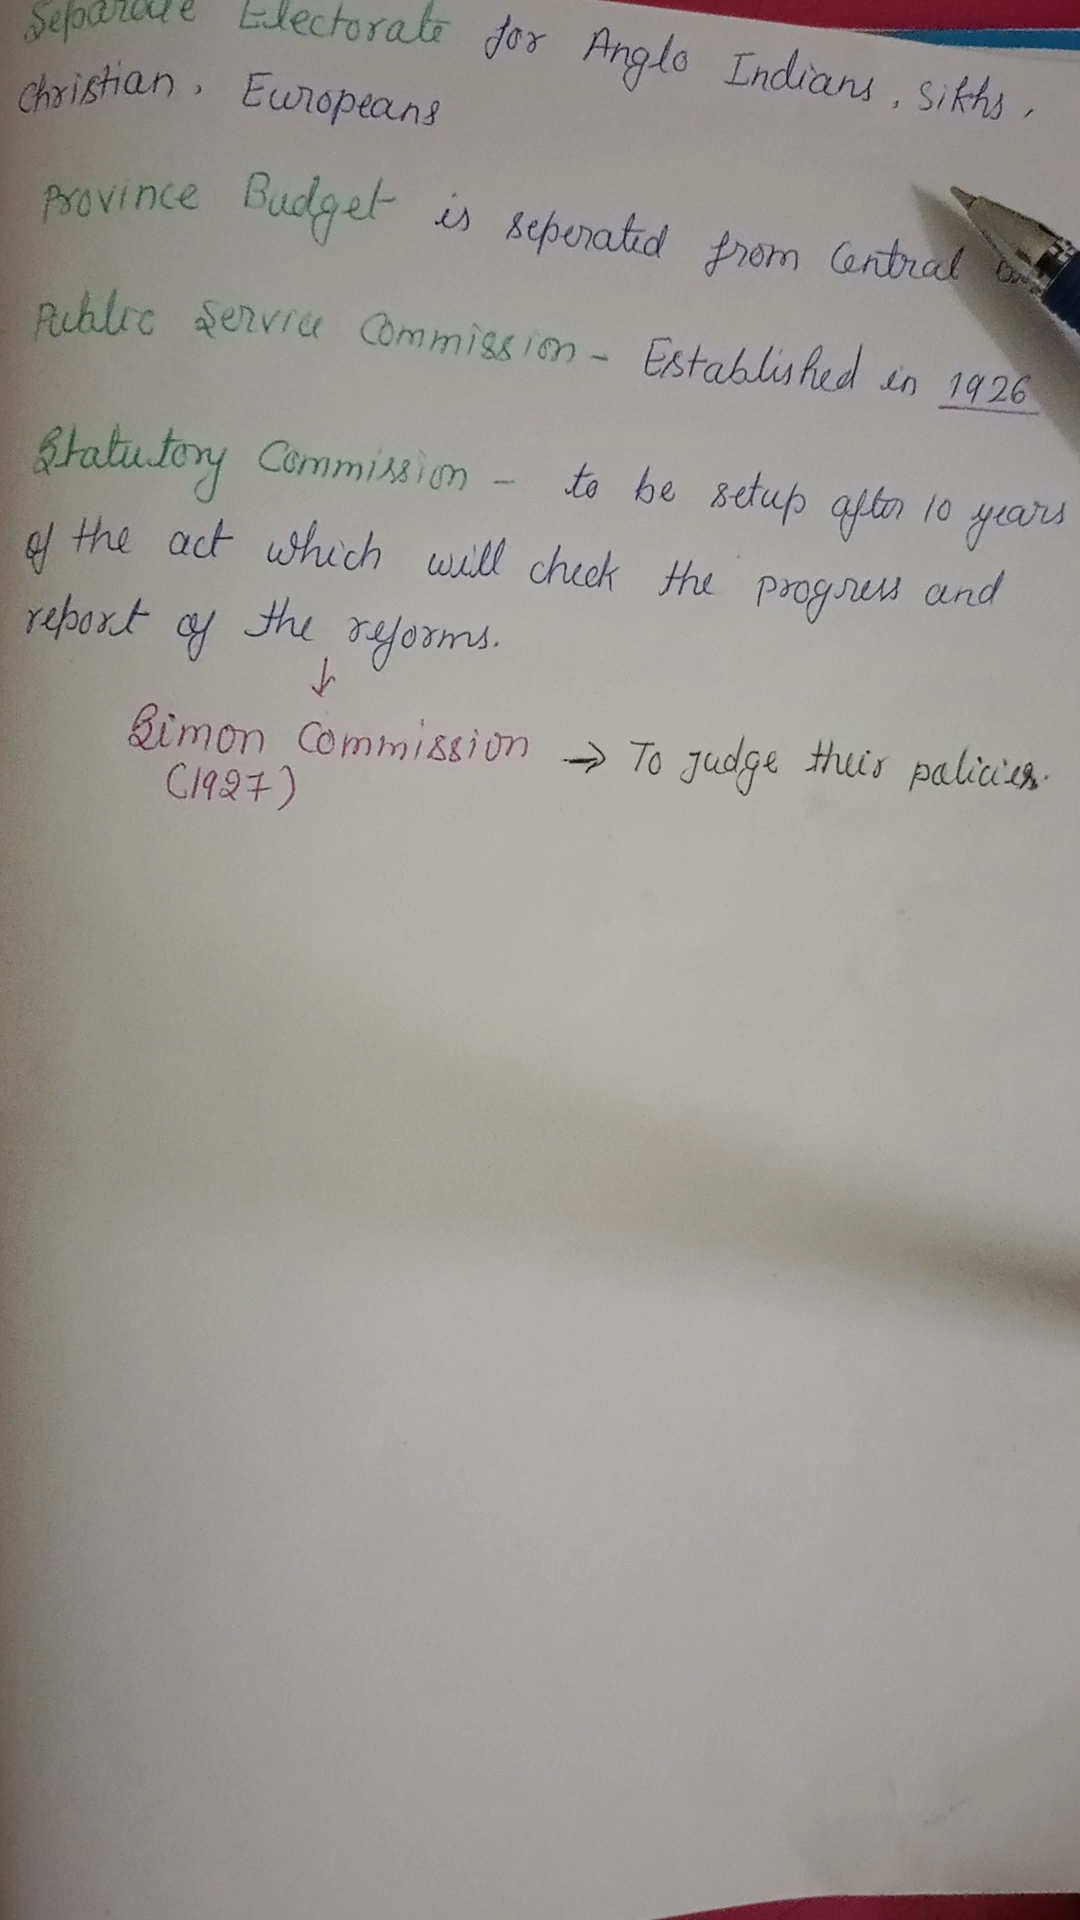 Separate Electorate for Anglo Indians, Sikhs,
Christian, Europeans
Province Budget is seperated from Central
Public Service Commission - Established in 1926
Statutory Commission - to be setup after 10 years
of the act which will check the progress and
report of the reforms.
↓
Simon Commission → To judge their policies.
(1927)